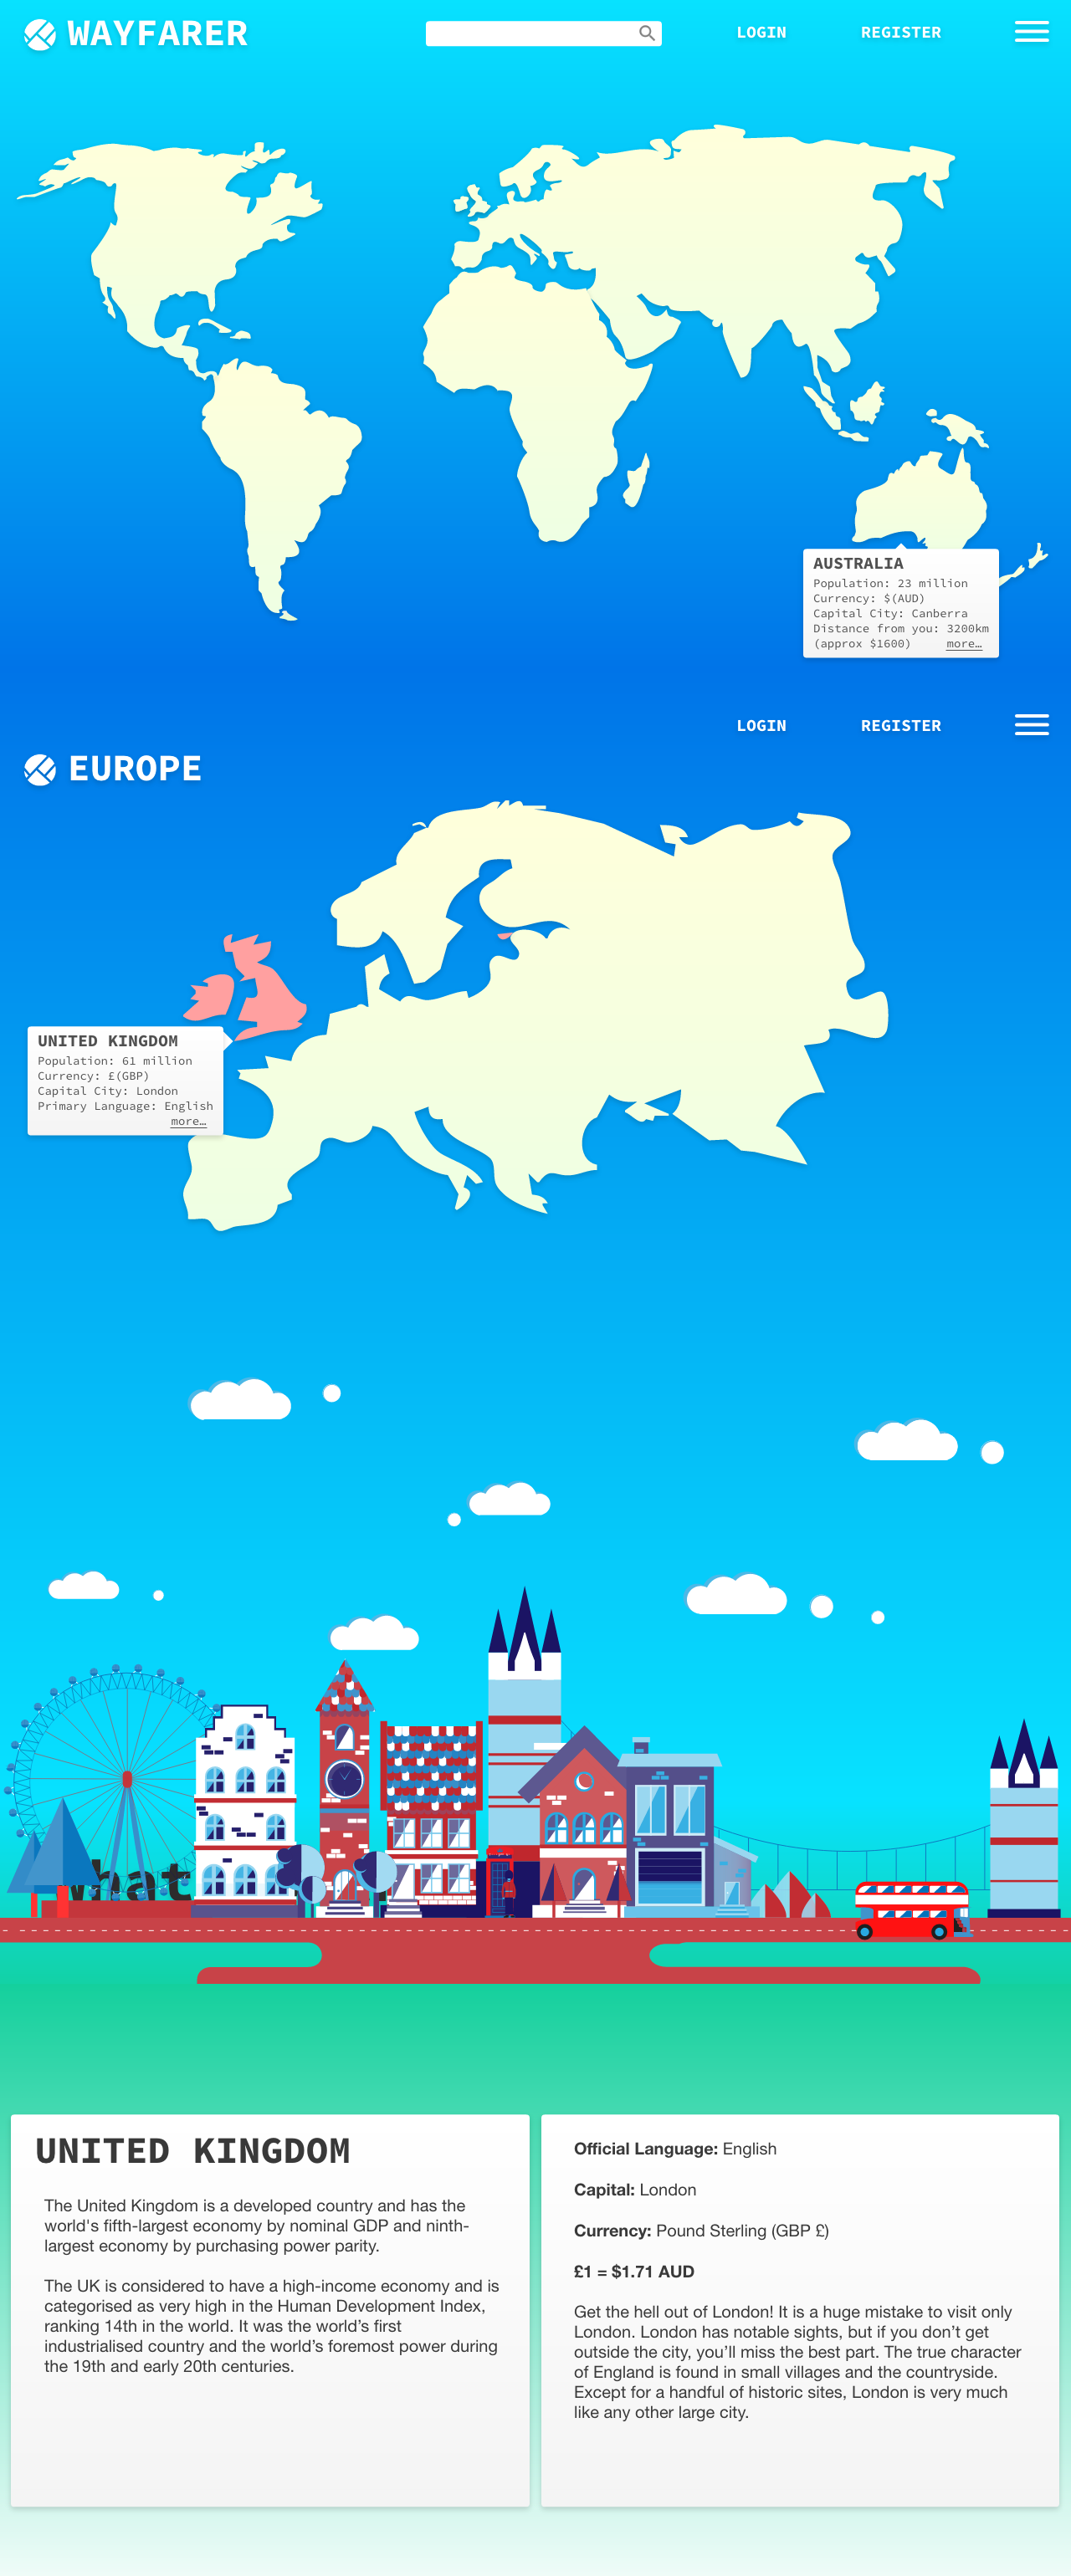 WAYFARER
LOGIN
REGISTER
AUSTRALIA
Population: 23 million
Currency: $(AUD)
Capital City: Canberra
Distance from you: 3200km
(approx $1600) more…
LOGIN
REGISTER
EUROPE
UNITED KINGDOM
Population: 61 million
Currency: £(GBP)
Capital City: London
Primary Language: English
more…
what
UNITED KINGDOM
The United Kingdom is a developed country and has the
world's fifth-largest economy by nominal GDP and ninth-
largest economy by purchasing power parity.
The UK is considered to have a high-income economy and is
categorised as very high in the Human Development Index,
ranking 14th in the world. It was the world’s first
industrialised country and the world’s foremost power during
the 19th and early 20th centuries.
Official Language: English
Capital: London
Currency: Pound Sterling (GBP £)
£1 = $1.71 AUD
Get the hell out of London! It is a huge mistake to visit only
London. London has notable sights, but if you don’t get
outside the city, you’ll miss the best part. The true character
of England is found in small villages and the countryside.
Except for a handful of historic sites, London is very much
like any other large city.